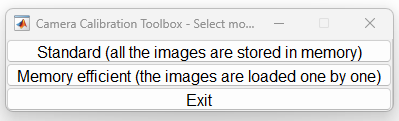 Camera Calibration Toolbox - Select mo...
Standard (all the images are stored in memory)
Memory efficient (the images are loaded one by one)
Exit